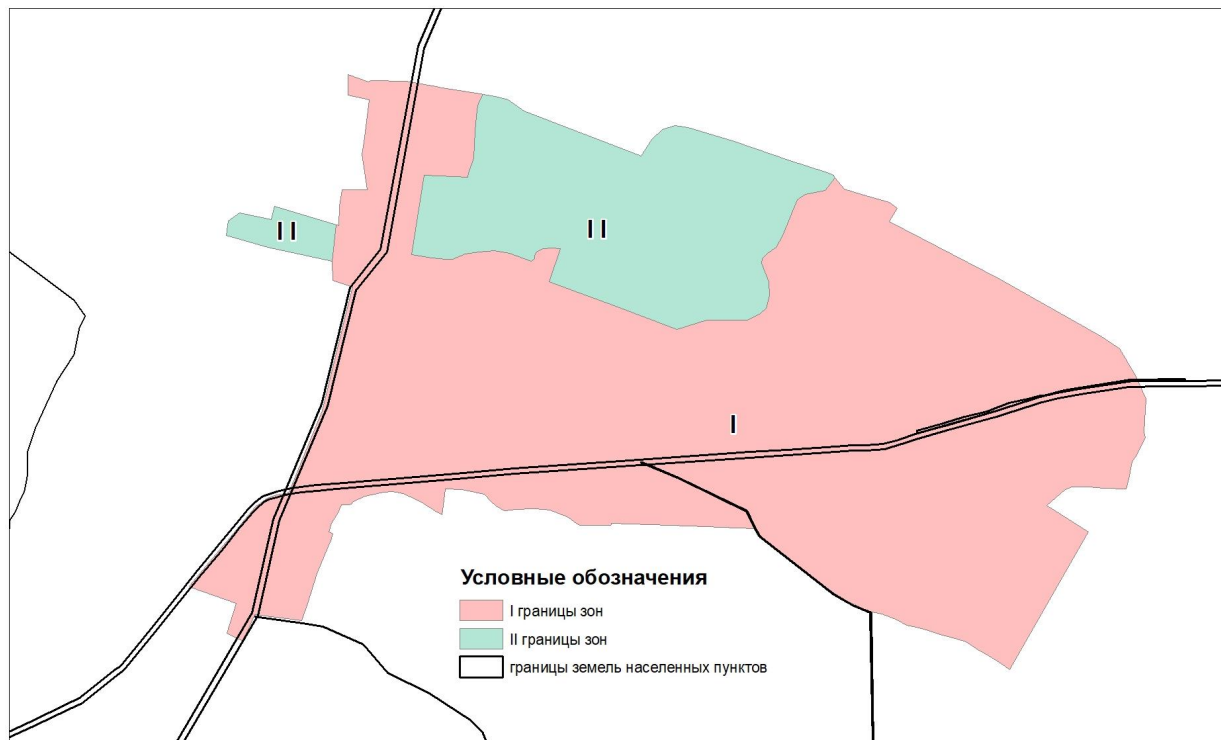 II
II
I
Условные обозначения
I границы зон
II границы зон
границы земель населенных пунктов